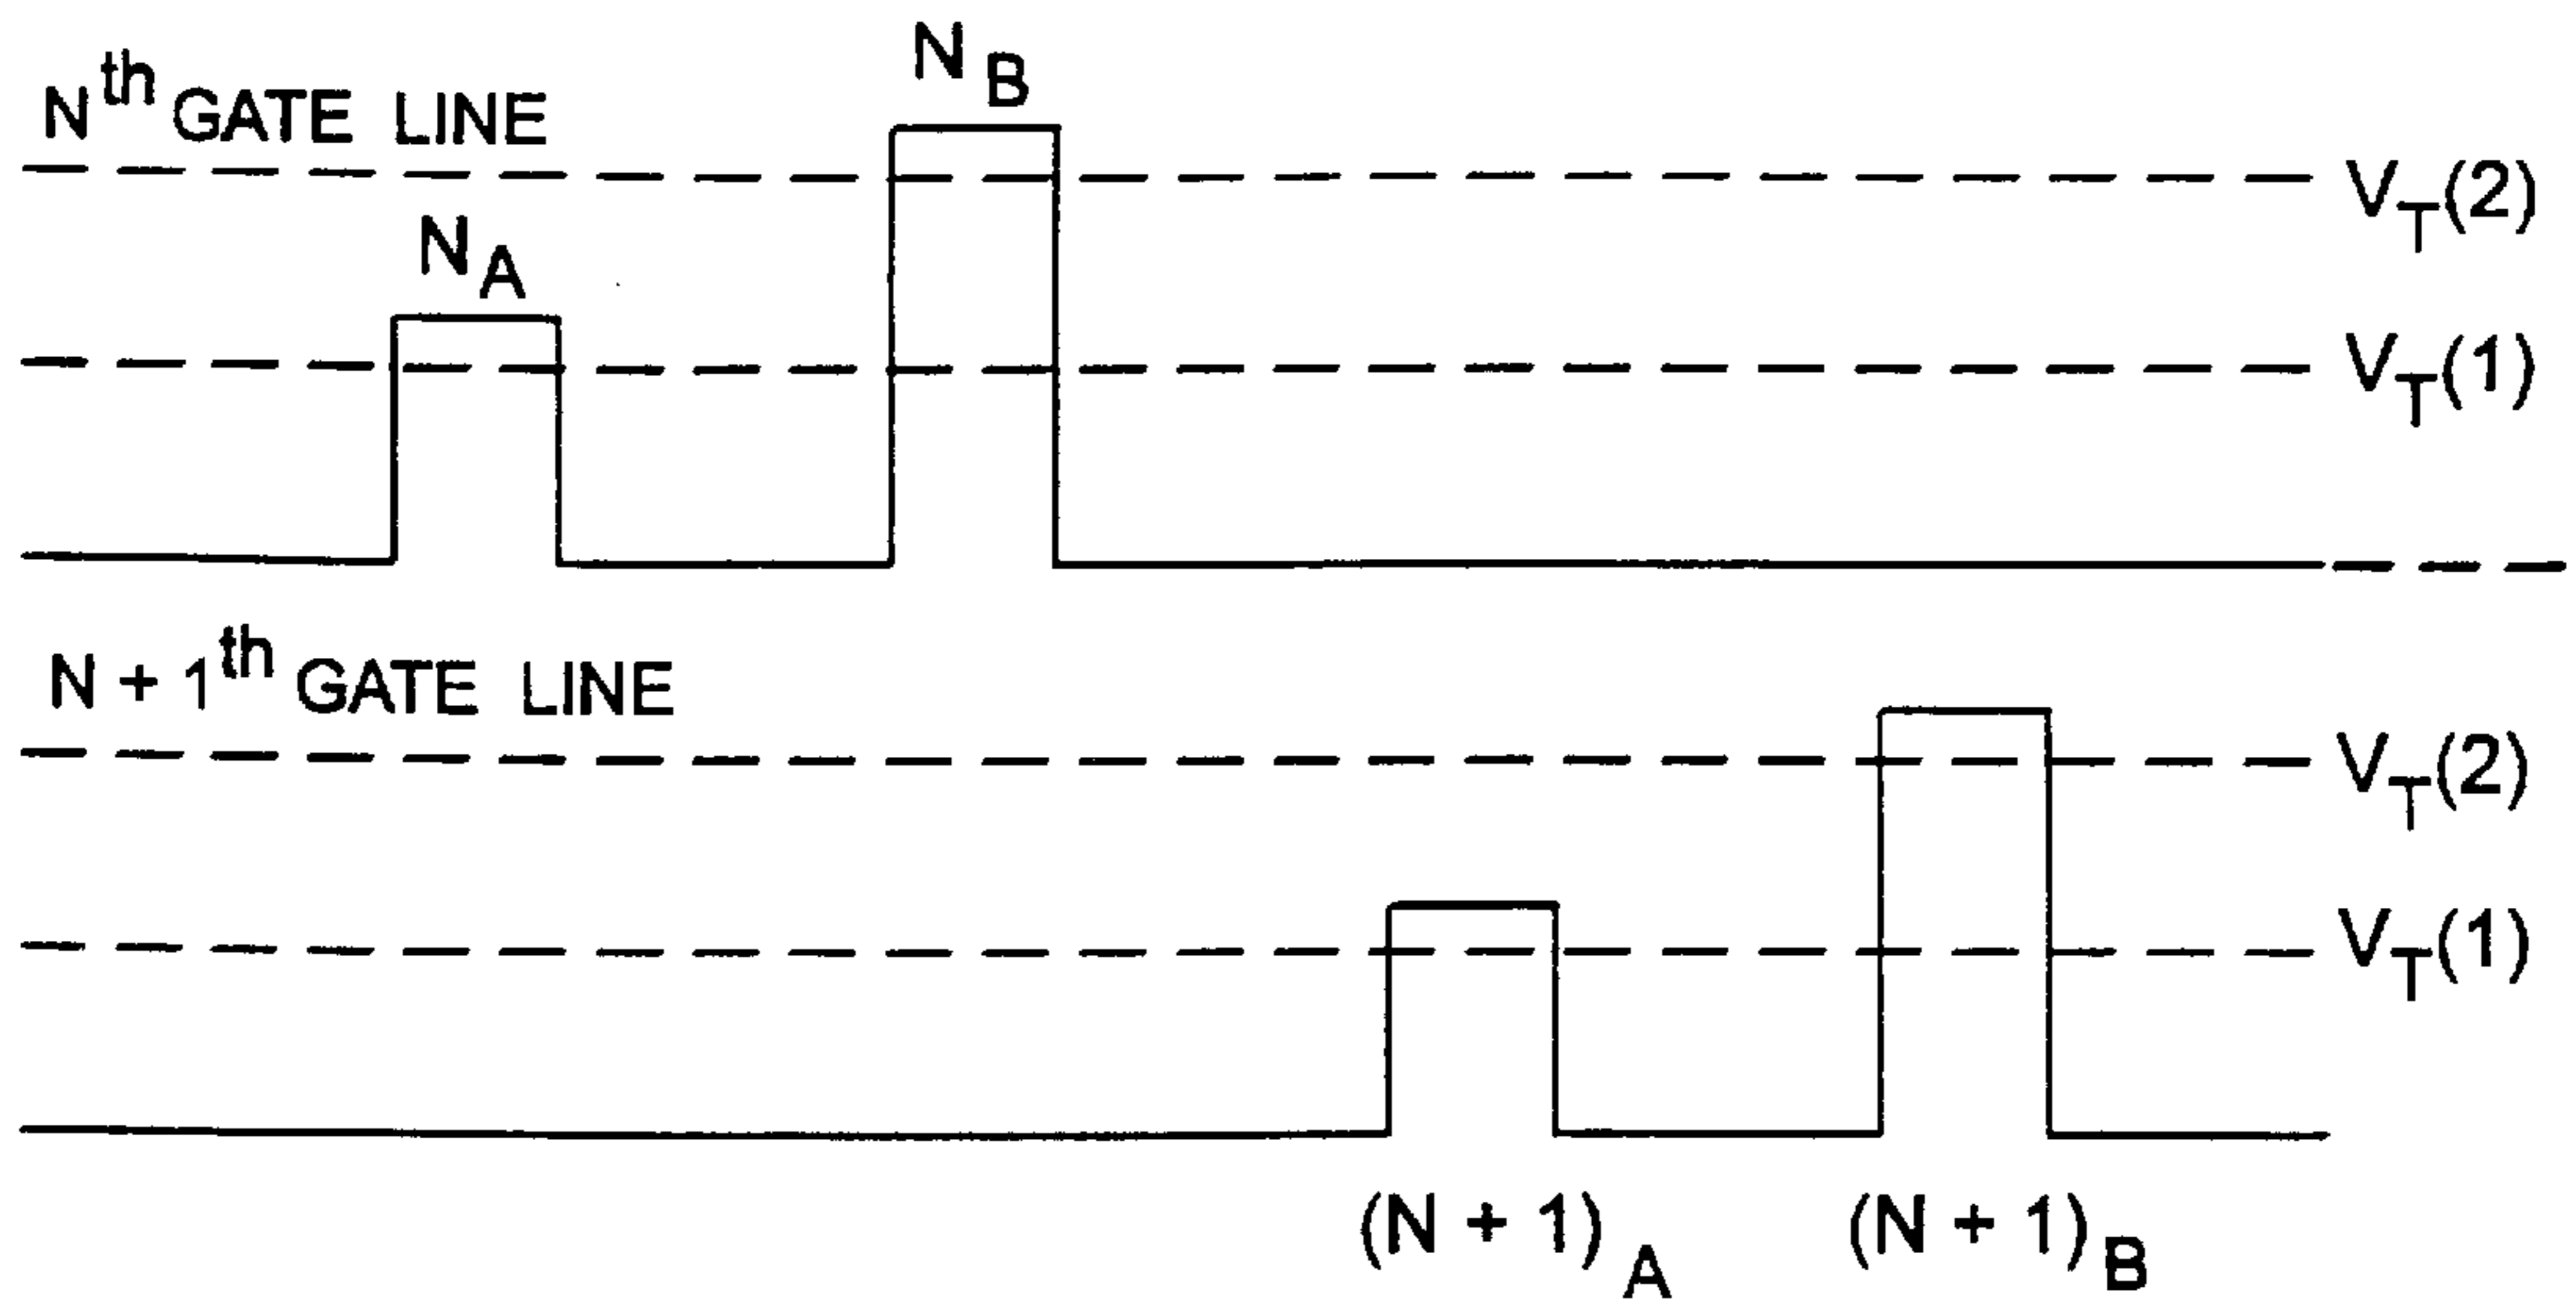 N_B
N^th GATE LINE
V_T(2)
N_A
V_T(1)
N + 1^th GATE LINE
V_T(2)
V_T(1)
(N + 1)_A (N + 1)_B